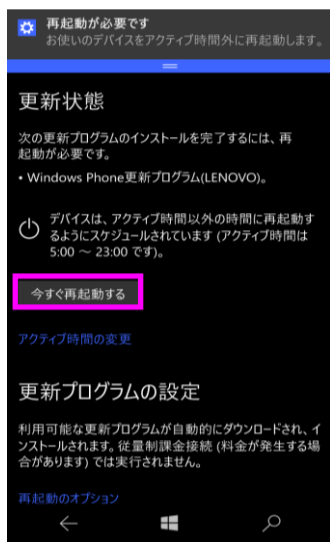 再起動が必要です
お使いのデバイスをアクティブ時間外に再起動します。
更新状態
次の更新プログラムのインストールを完了するには、再
起動が必要です。
• Windows Phone更新プログラム(LENOVO)。
デバイスは、アクティブ時間以外の時間に再起動す
るようにスケジュールされています (アクティブ時間は
5:00 ～ 23:00 です)。
今すぐ再起動する
アクティブ時間の変更
更新プログラムの設定
利用可能な更新プログラムが自動的にダウンロードされ、イ
ンストールされます。従量制課金接続 (料金が発生する場
合があります) では実行されません。
再起動のオプション